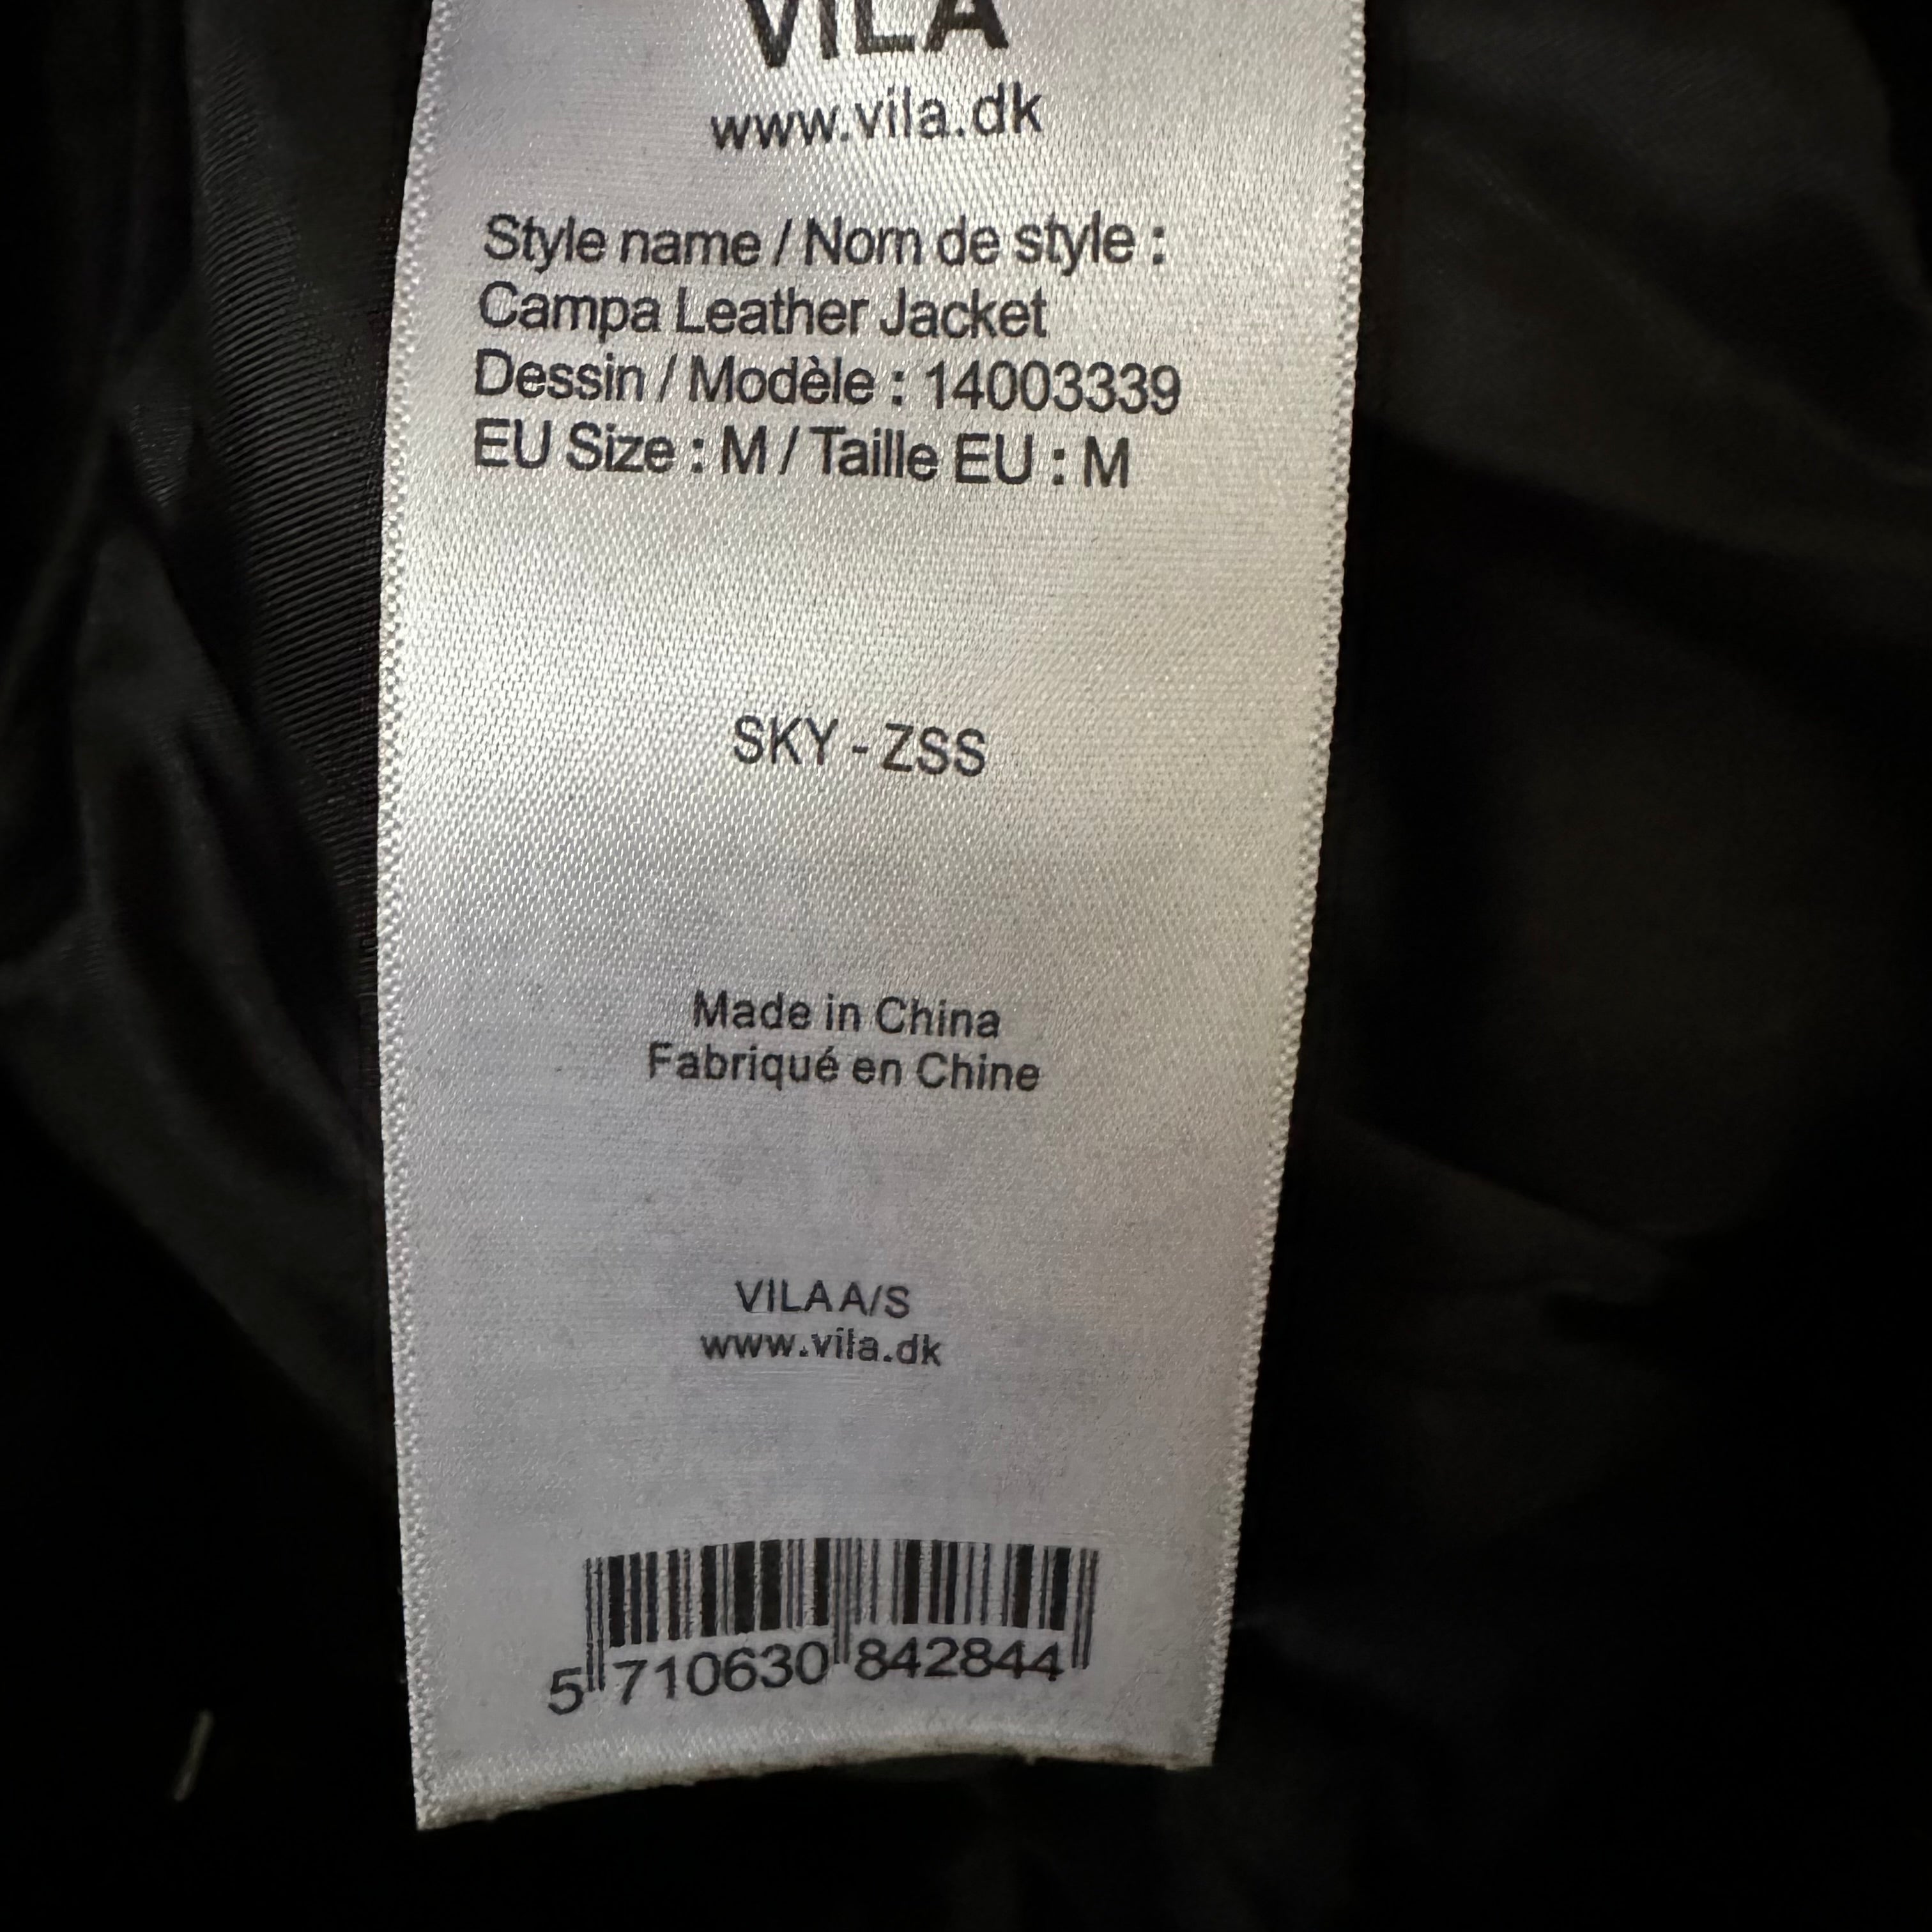 VILA
www.vila.dk
Style name / Nom de style :
Campa Leather Jacket
Dessin / Modèle : 14003339
EU Size : M / Taille EU : M
SKY - ZSS
Made in China
Fabriqué en Chine
VILA A/S
www.vila.dk
5 710630 842844